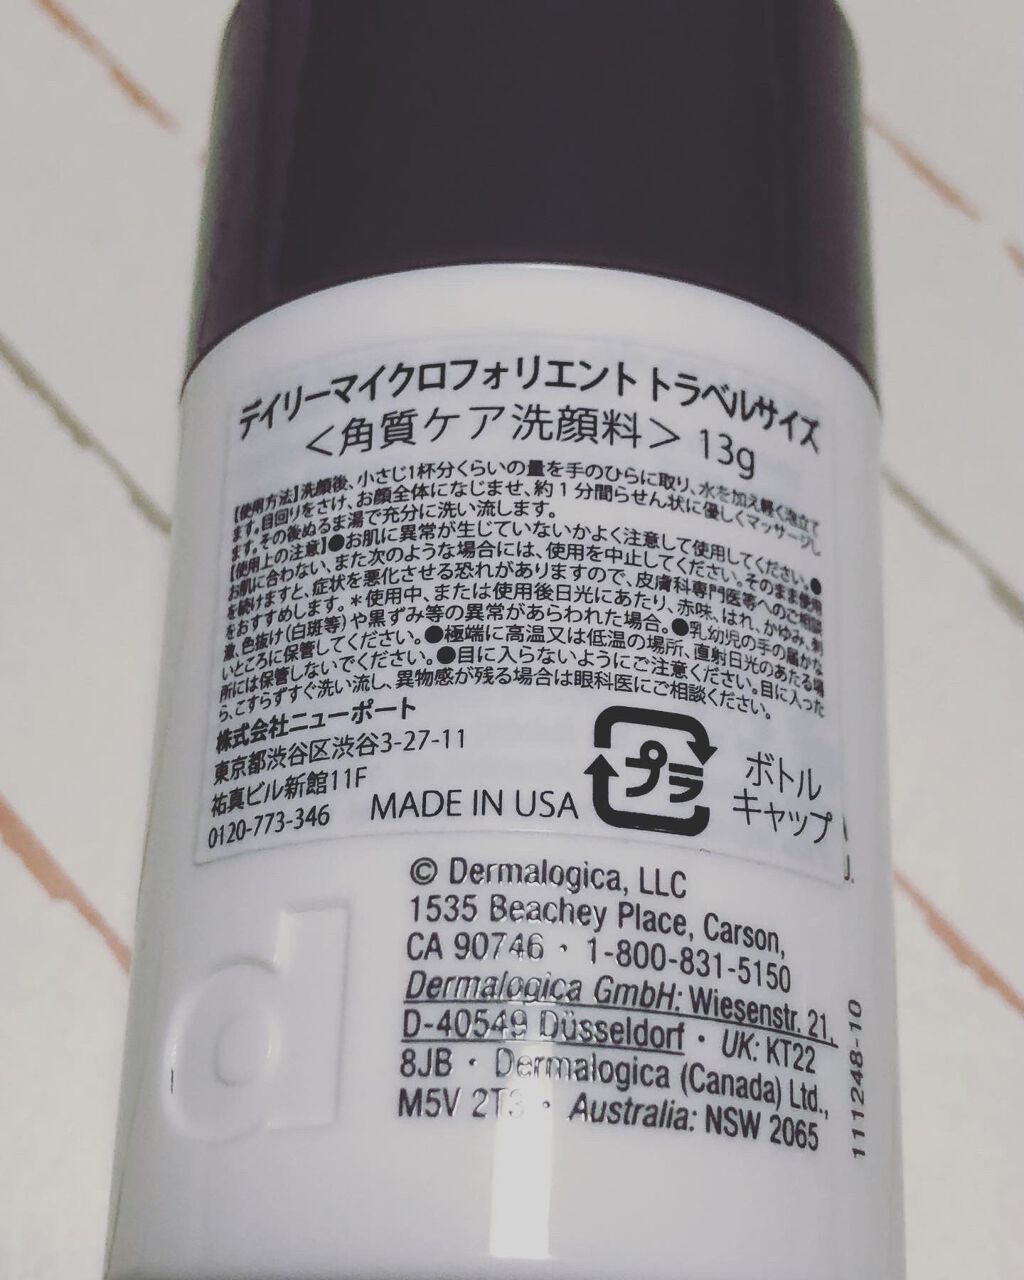 デイリーマイクロフォリエント トラベルサイズ
＜角質ケア洗顔料＞ 13g
【使用方法】洗顔後、小さじ1杯分くらいの量を手のひらに取り、水を加え軽く泡立て
ます。目回りをさけ、お顔全体になじませ、約１分間らせん状に優しくマッサージし
ます。その後ぬるま湯で充分に洗い流します。
【使用上の注意】●お肌に異常が生じていないかよく注意して使用してください。●
お肌に合わない、また次のような場合には、使用を中止してください。そのまま使用
を続けますと、症状を悪化させる恐れがありますので、皮膚科専門医等へのご相談
をおすすめします。＊使用中、または使用後日光にあたり、赤味、はれ、かゆみ、刺
激、色抜け(白斑等)や黒ずみ等の異常があらわれた場合。●乳幼児の手の届かな
いところに保管してください。●極端に高温又は低温の場所、直射日光のあたる場
所には保管しないでください。●目に入らないようにご注意ください。目に入った
ら、こすらずすぐ洗い流し、異物感が残る場合は眼科医にご相談ください。
株式会社ニューポート
東京都渋谷区渋谷3-27-11
祐真ビル新館11F
0120-773-346
MADE IN USA
プラ
ボトル
キャップ
© Dermalogica, LLC
1535 Beachey Place, Carson,
CA 90746 · 1-800-831-5150
Dermalogica GmbH: Wiesenstr. 21,
D-40549 Düsseldorf · UK: KT22
8JB · Dermalogica (Canada) Ltd.,
M5V 2T3 · Australia: NSW 2065
111248-10
d